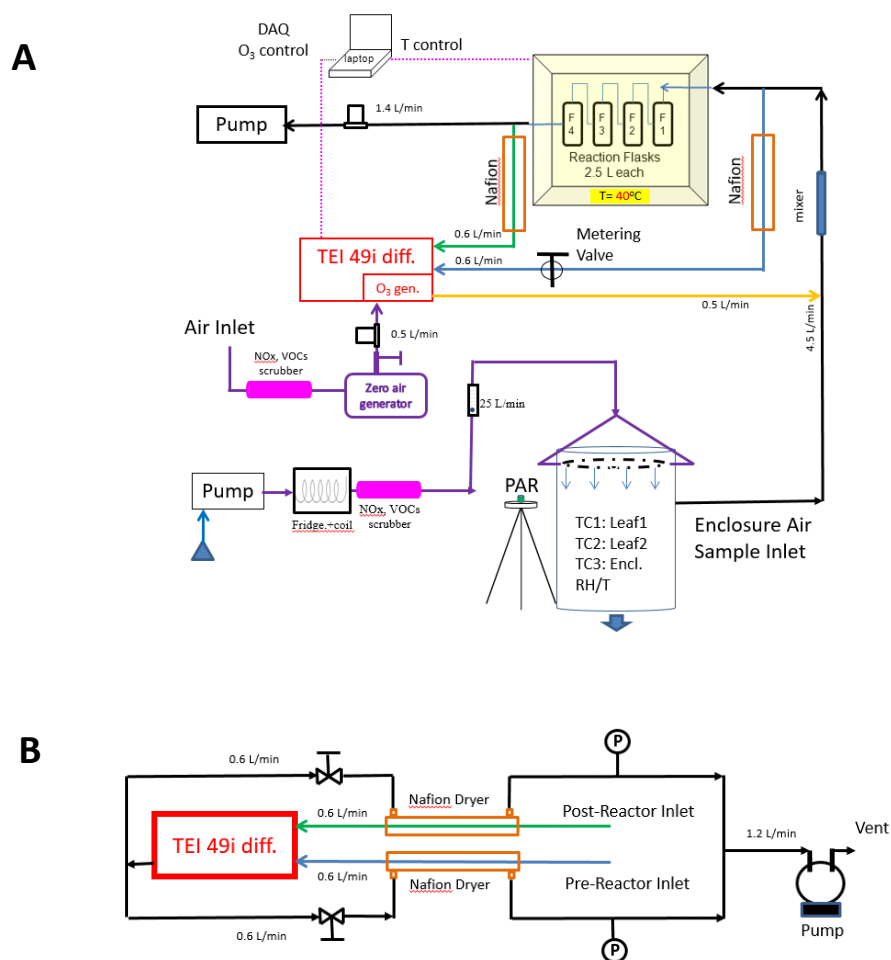 A
DAQ
O3 control
laptop
T control
Pump
1.4 L/min
F
4
F
3
F
2
F
1
Reaction Flasks
2.5 L each
T= 40ºC
Nafion
Nafion
mixer
0.6 L/min
0.6 L/min
Metering
Valve
TEI 49i diff.
O3 gen.
0.5 L/min
4.5 L/min
Air Inlet
NOx, VOCs
scrubber
0.5 L/min
Zero air
generator
25 L/min
Pump
Fridge.+coil
NOx, VOCs
scrubber
PAR
TC1: Leaf1
TC2: Leaf2
TC3: Encl.
RH/T
Enclosure Air
Sample Inlet
B
0.6 L/min
P
Nafion Dryer
0.6 L/min
Post-Reactor Inlet
TEI 49i diff.
1.2 L/min
Vent
0.6 L/min
Nafion Dryer
Pre-Reactor Inlet
0.6 L/min
P
Pump